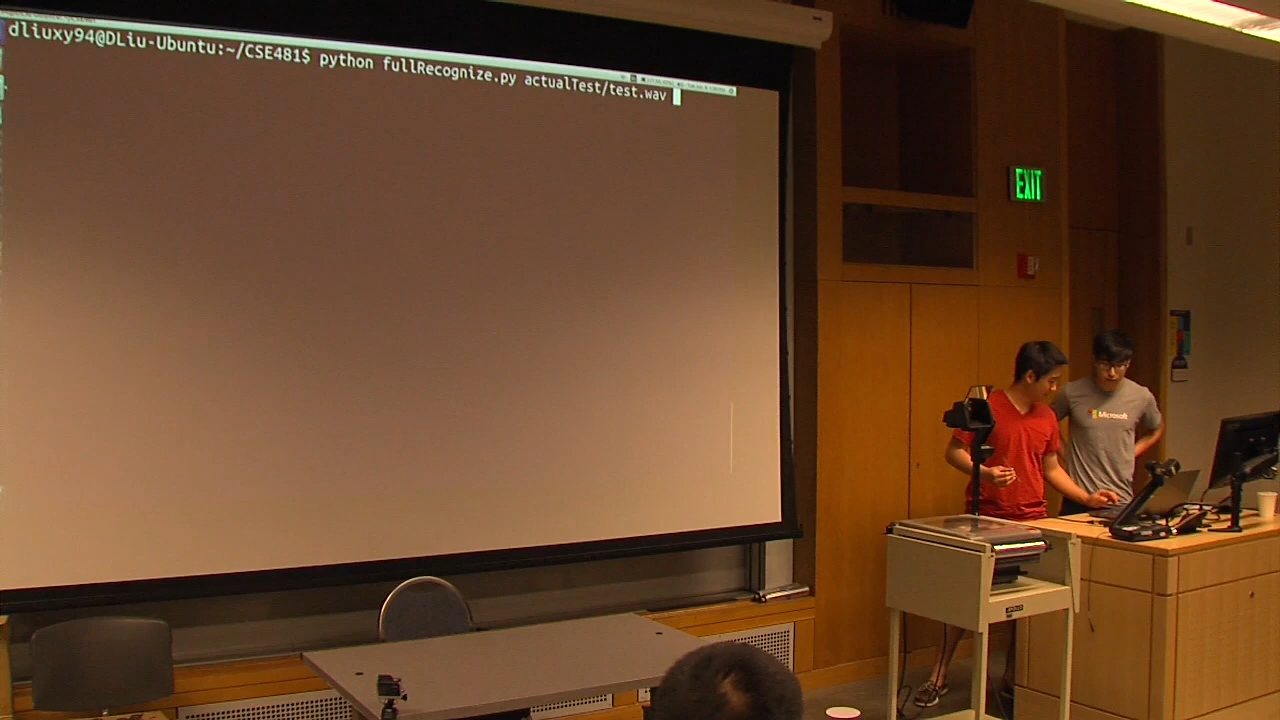 dliuxy94@DLiu-Ubuntu:~/CSE481$ python fullRecognize.py actualTest/test.wav
EXIT
Microsoft